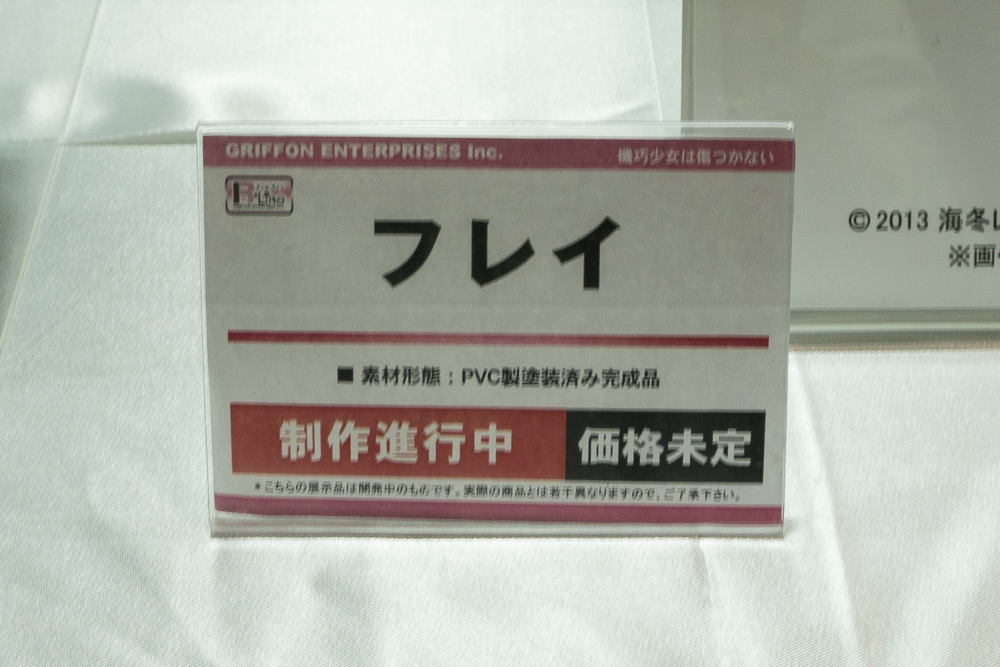 GRIFFON ENTERPRISES Inc.
機巧少女は傷つかない
フレイ
■ 素材形態：PVC製塗装済み完成品
制作進行中
価格未定
*こちらの展示品は開発中のものです。実際の商品とは若干異なりますので、ご了承下さい。
© 2013 海冬レ
※画